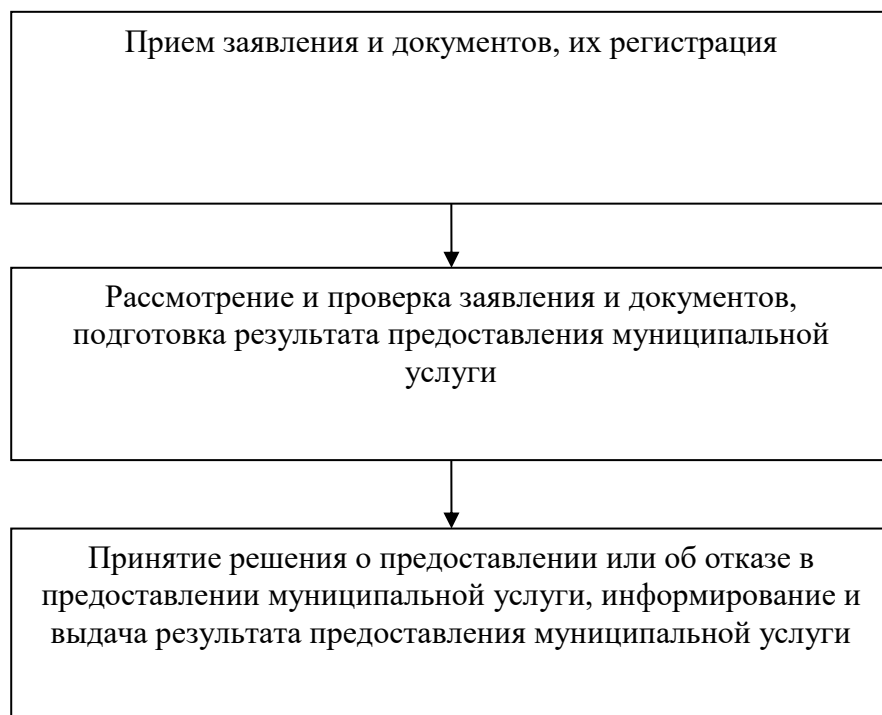 Прием заявления и документов, их регистрация
Рассмотрение и проверка заявления и документов,
подготовка результата предоставления муниципальной
услуги
Принятие решения о предоставлении или об отказе в
предоставлении муниципальной услуги, информирование и
выдача результата предоставления муниципальной услуги